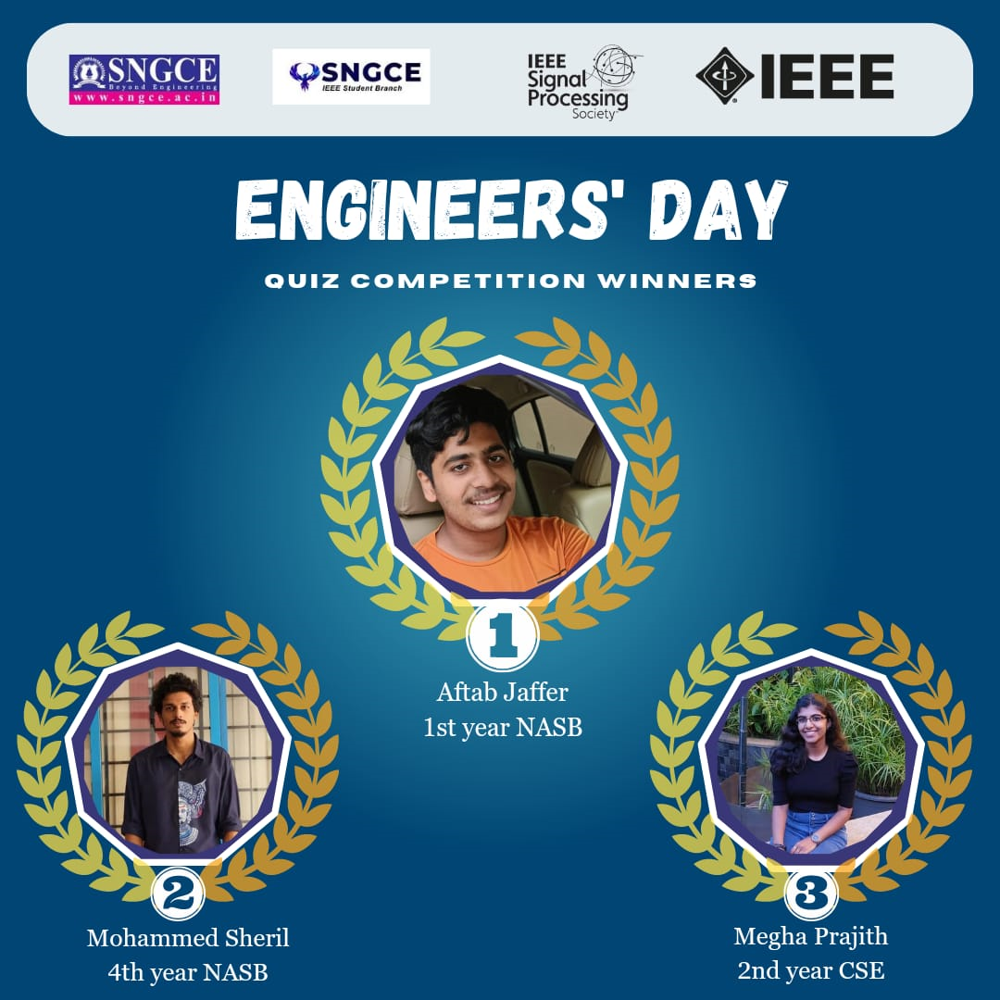 SNGCE
Beyond Engineering
www.sngce.ac.in
SNGCE
IEEE Student Branch
IEEE
Signal
Processing
Society
IEEE
ENGINEERS' DAY
QUIZ COMPETITION WINNERS
1
Aftab Jaffer
1st year NASB
2
Mohammed Sheril
4th year NASB
3
Megha Prajith
2nd year CSE